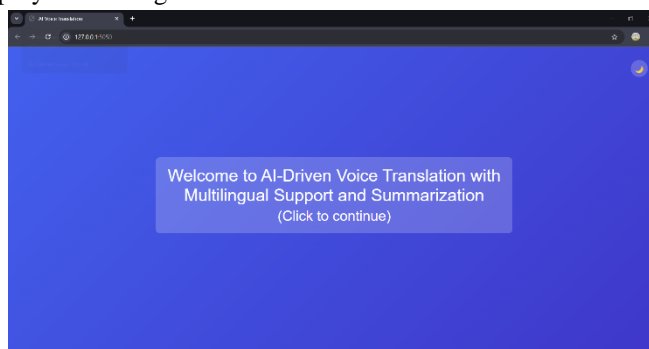 AI Voice Translation
127.0.0.1:5050
Welcome to AI-Driven Voice Translation with
Multilingual Support and Summarization
(Click to continue)